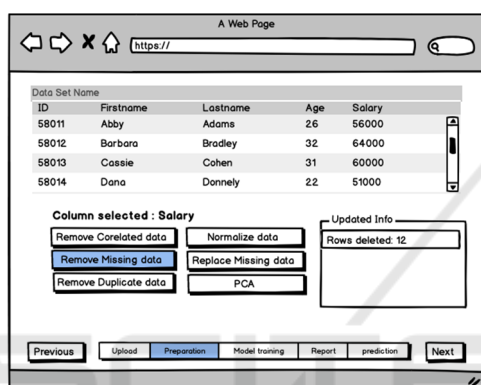 A Web Page
https://
Data Set Name
ID Firstname Lastname Age Salary
58011 Abby Adams 26 56000
58012 Barbara Bradley 32 64000
58013 Cassie Cohen 31 60000
58014 Dana Donnely 22 51000
Column selected : Salary
Updated Info
Remove Corelated data Normalize data
Rows deleted: 12
Remove Missing data Replace Missing data
Remove Duplicate data PCA
Previous Upload Preparation Model training Report prediction Next